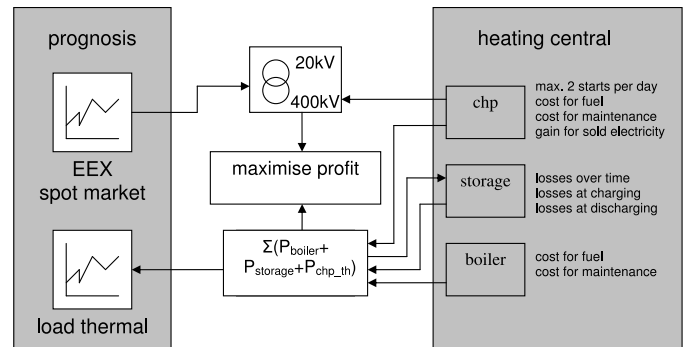 prognosis
EEX
spot market
load thermal
20kV
400kV
maximise profit
Σ(P_boiler+
P_storage+P_chp_th)
heating central
chp
max. 2 starts per day
cost for fuel
cost for maintenance
gain for sold electricity
storage
losses over time
losses at charging
losses at discharging
boiler
cost for fuel
cost for maintenance